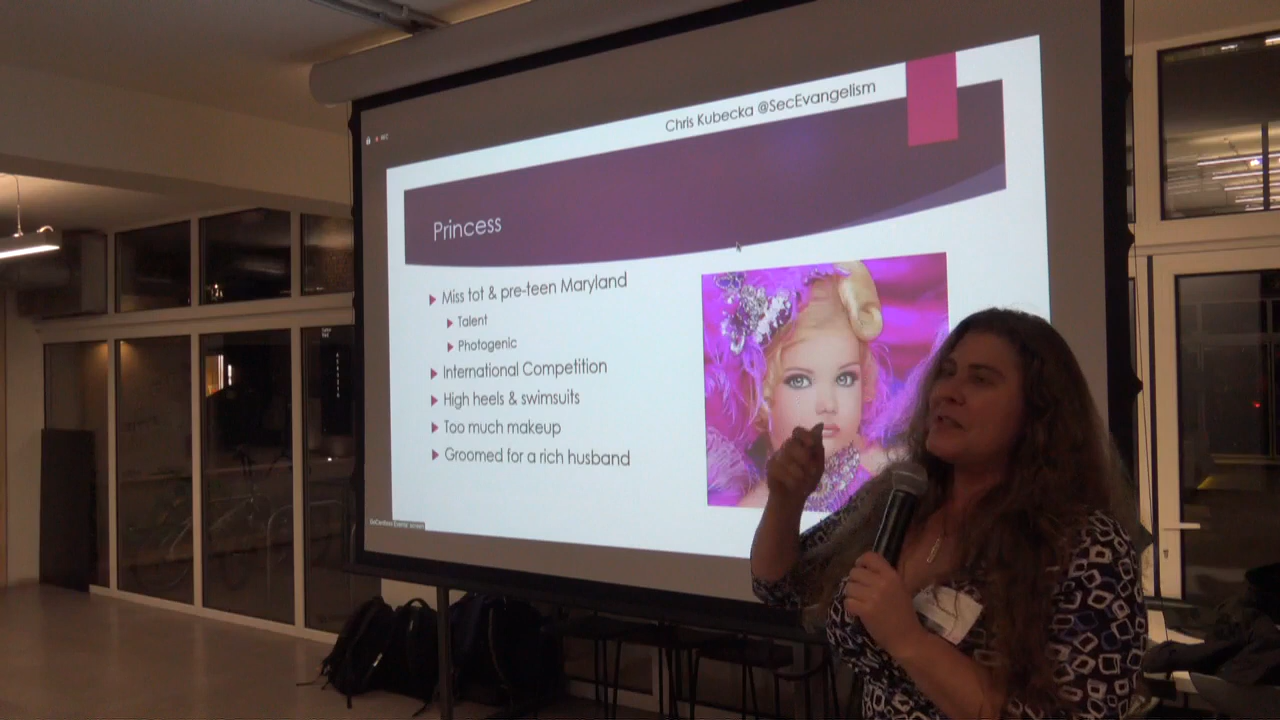 REC
Chris Kubecka @SecEvangelism
Princess
Miss tot & pre-teen Maryland
Talent
Photogenic
International Competition
High heels & swimsuits
Too much makeup
Groomed for a rich husband